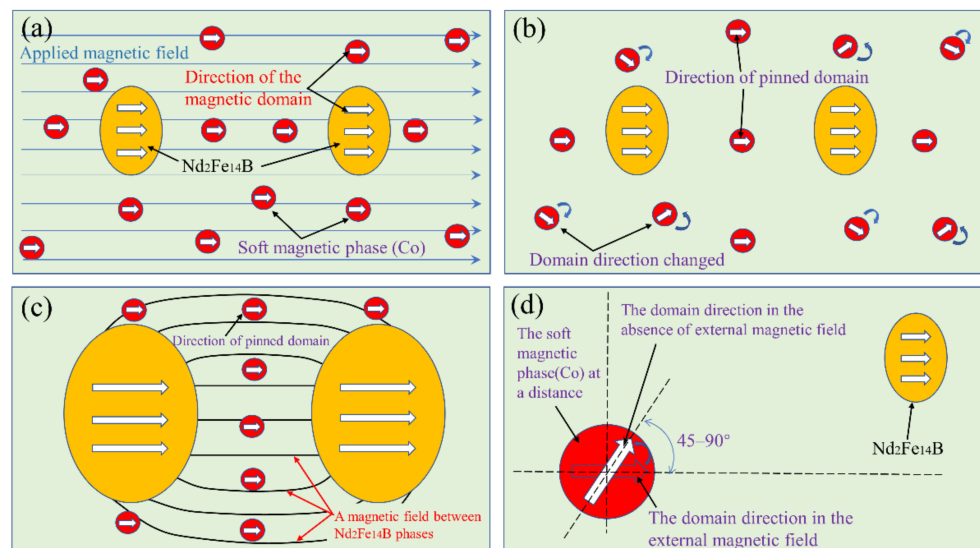 (a)
Applied magnetic field
Direction of the
magnetic domain
Nd₂Fe₁₄B
Soft magnetic phase (Co)
(b)
Direction of pinned domain
Domain direction changed
(c)
Direction of pinned domain
A magnetic field between
Nd₂Fe₁₄B phases
(d)
The domain direction in the
absence of external magnetic field
The soft
magnetic
phase(Co) at
a distance
45–90°
Nd₂Fe₁₄B
The domain direction in the
external magnetic field